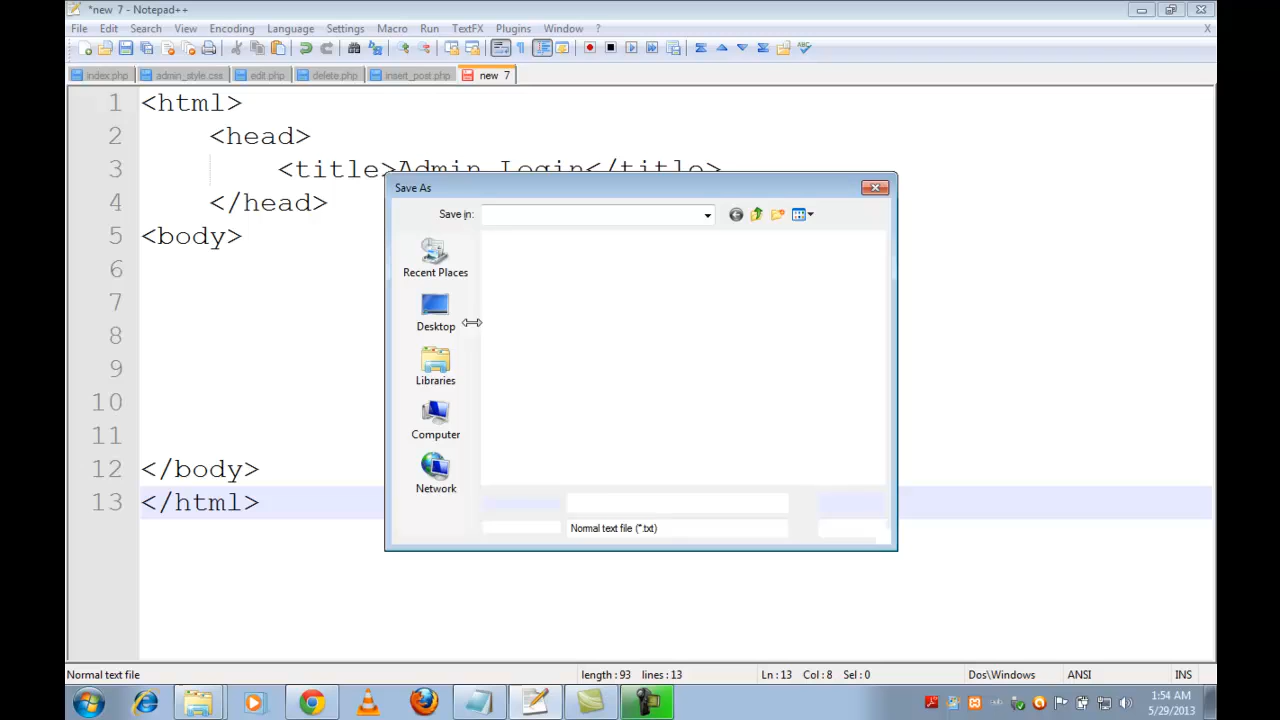 *new 7 - Notepad++
File Edit Search View Encoding Language Settings Macro Run TextFX Plugins Window ? X
index.php admin_style.css edit.php delete.php insert_post.php new 7
1 <html>
2 <head>
3 <title>Admin Login</title>
4 </head>
5 <body>
6
7
8
9
10
11
12 </body>
13 </html>
Save As
Save in:
Recent Places
Desktop
Libraries
Computer
Network
Normal text file (*.txt)
Normal text file length : 93 lines : 13 Ln : 13 Col : 8 Sel : 0 Dos\Windows ANSI INS
1:54 AM
5/29/2013